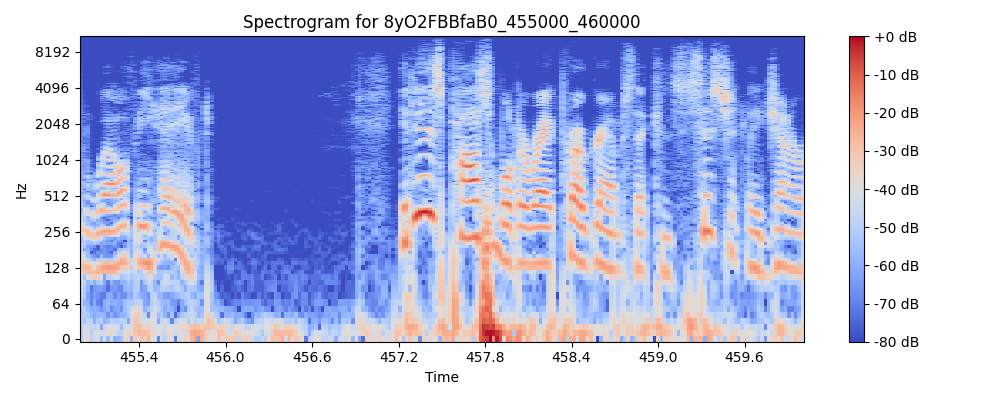 Spectrogram for 8yO2FBBfaB0_455000_460000
Hz
8192
4096
2048
1024
512
256
128
64
0
455.4 456.0 456.6 457.2 457.8 458.4 459.0 459.6
Time
+0 dB
-10 dB
-20 dB
-30 dB
-40 dB
-50 dB
-60 dB
-70 dB
-80 dB